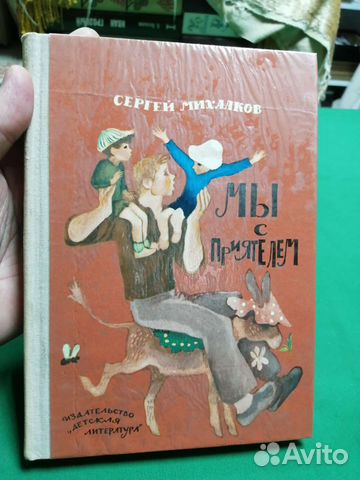 СЕРГЕЙ МИХАЛКОВ
МЫ
С
ПРИЯТЕЛЕМ
ИЗДАТЕЛЬСТВО
„ДЕТСКАЯ
ЛИТЕРАТУРА"
Avito